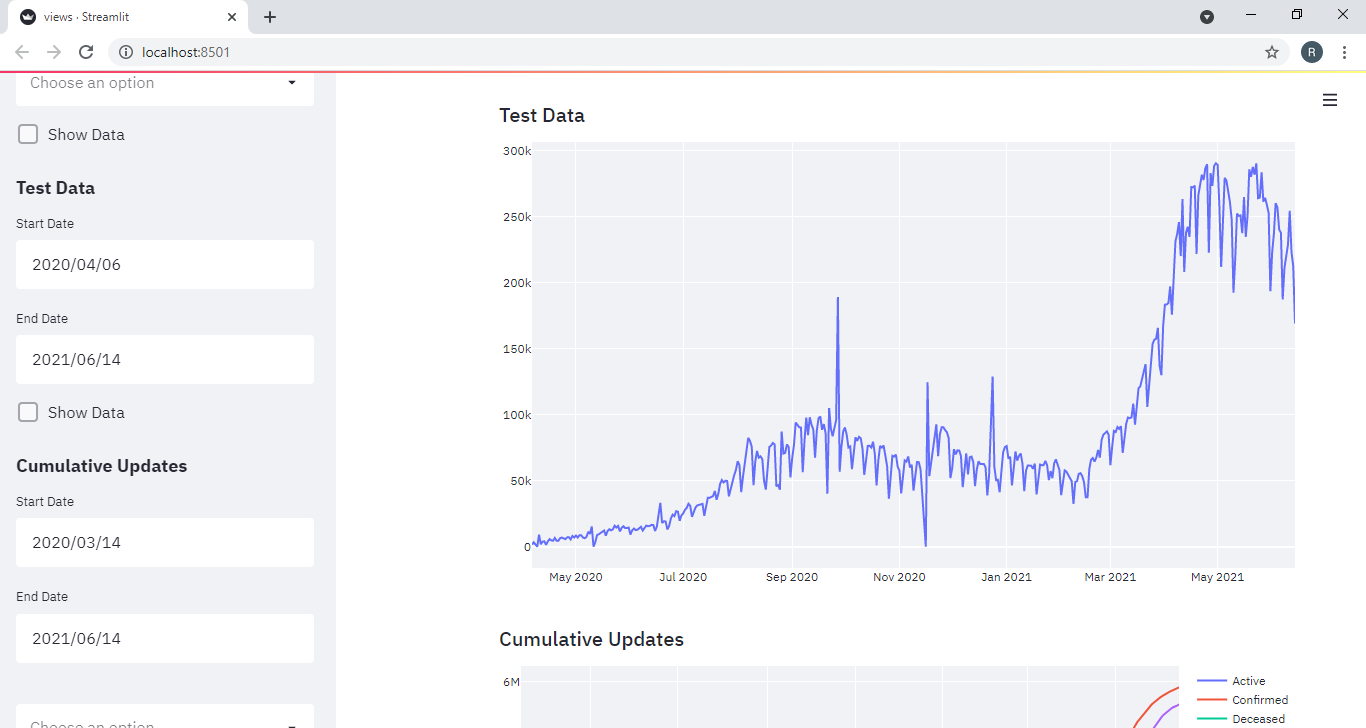 views · Streamlit
localhost:8501
R
Choose an option
Show Data
Test Data
Start Date
2020/04/06
End Date
2021/06/14
Show Data
Cumulative Updates
Start Date
2020/03/14
End Date
2021/06/14
Choose an option
Test Data
300k
250k
200k
150k
100k
50k
0
May 2020 Jul 2020 Sep 2020 Nov 2020 Jan 2021 Mar 2021 May 2021
Cumulative Updates
6M
Active
Confirmed
Deceased